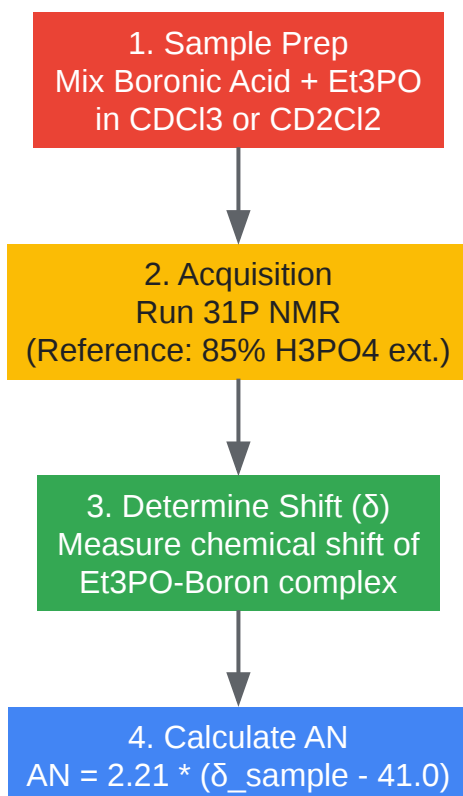 1. Sample Prep
Mix Boronic Acid + Et3PO
in CDCl3 or CD2Cl2
2. Acquisition
Run 31P NMR
(Reference: 85% H3PO4 ext.)
3. Determine Shift (δ)
Measure chemical shift of
Et3PO-Boron complex
4. Calculate AN
AN = 2.21 * (δ_sample - 41.0)